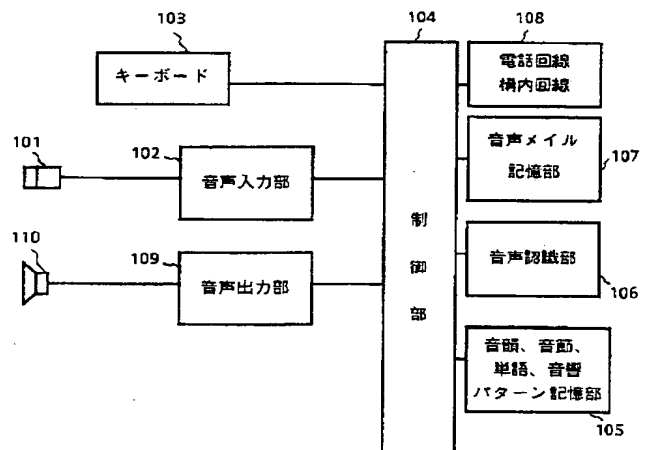 103
キーボード
101
102
音声入力部
110
109
音声出力部
104
制御部
108
電話回線
構内回線
音声メイル
記憶部
107
音声認識部
106
音韻、音節、
単語、音響
パターン記憶部
105